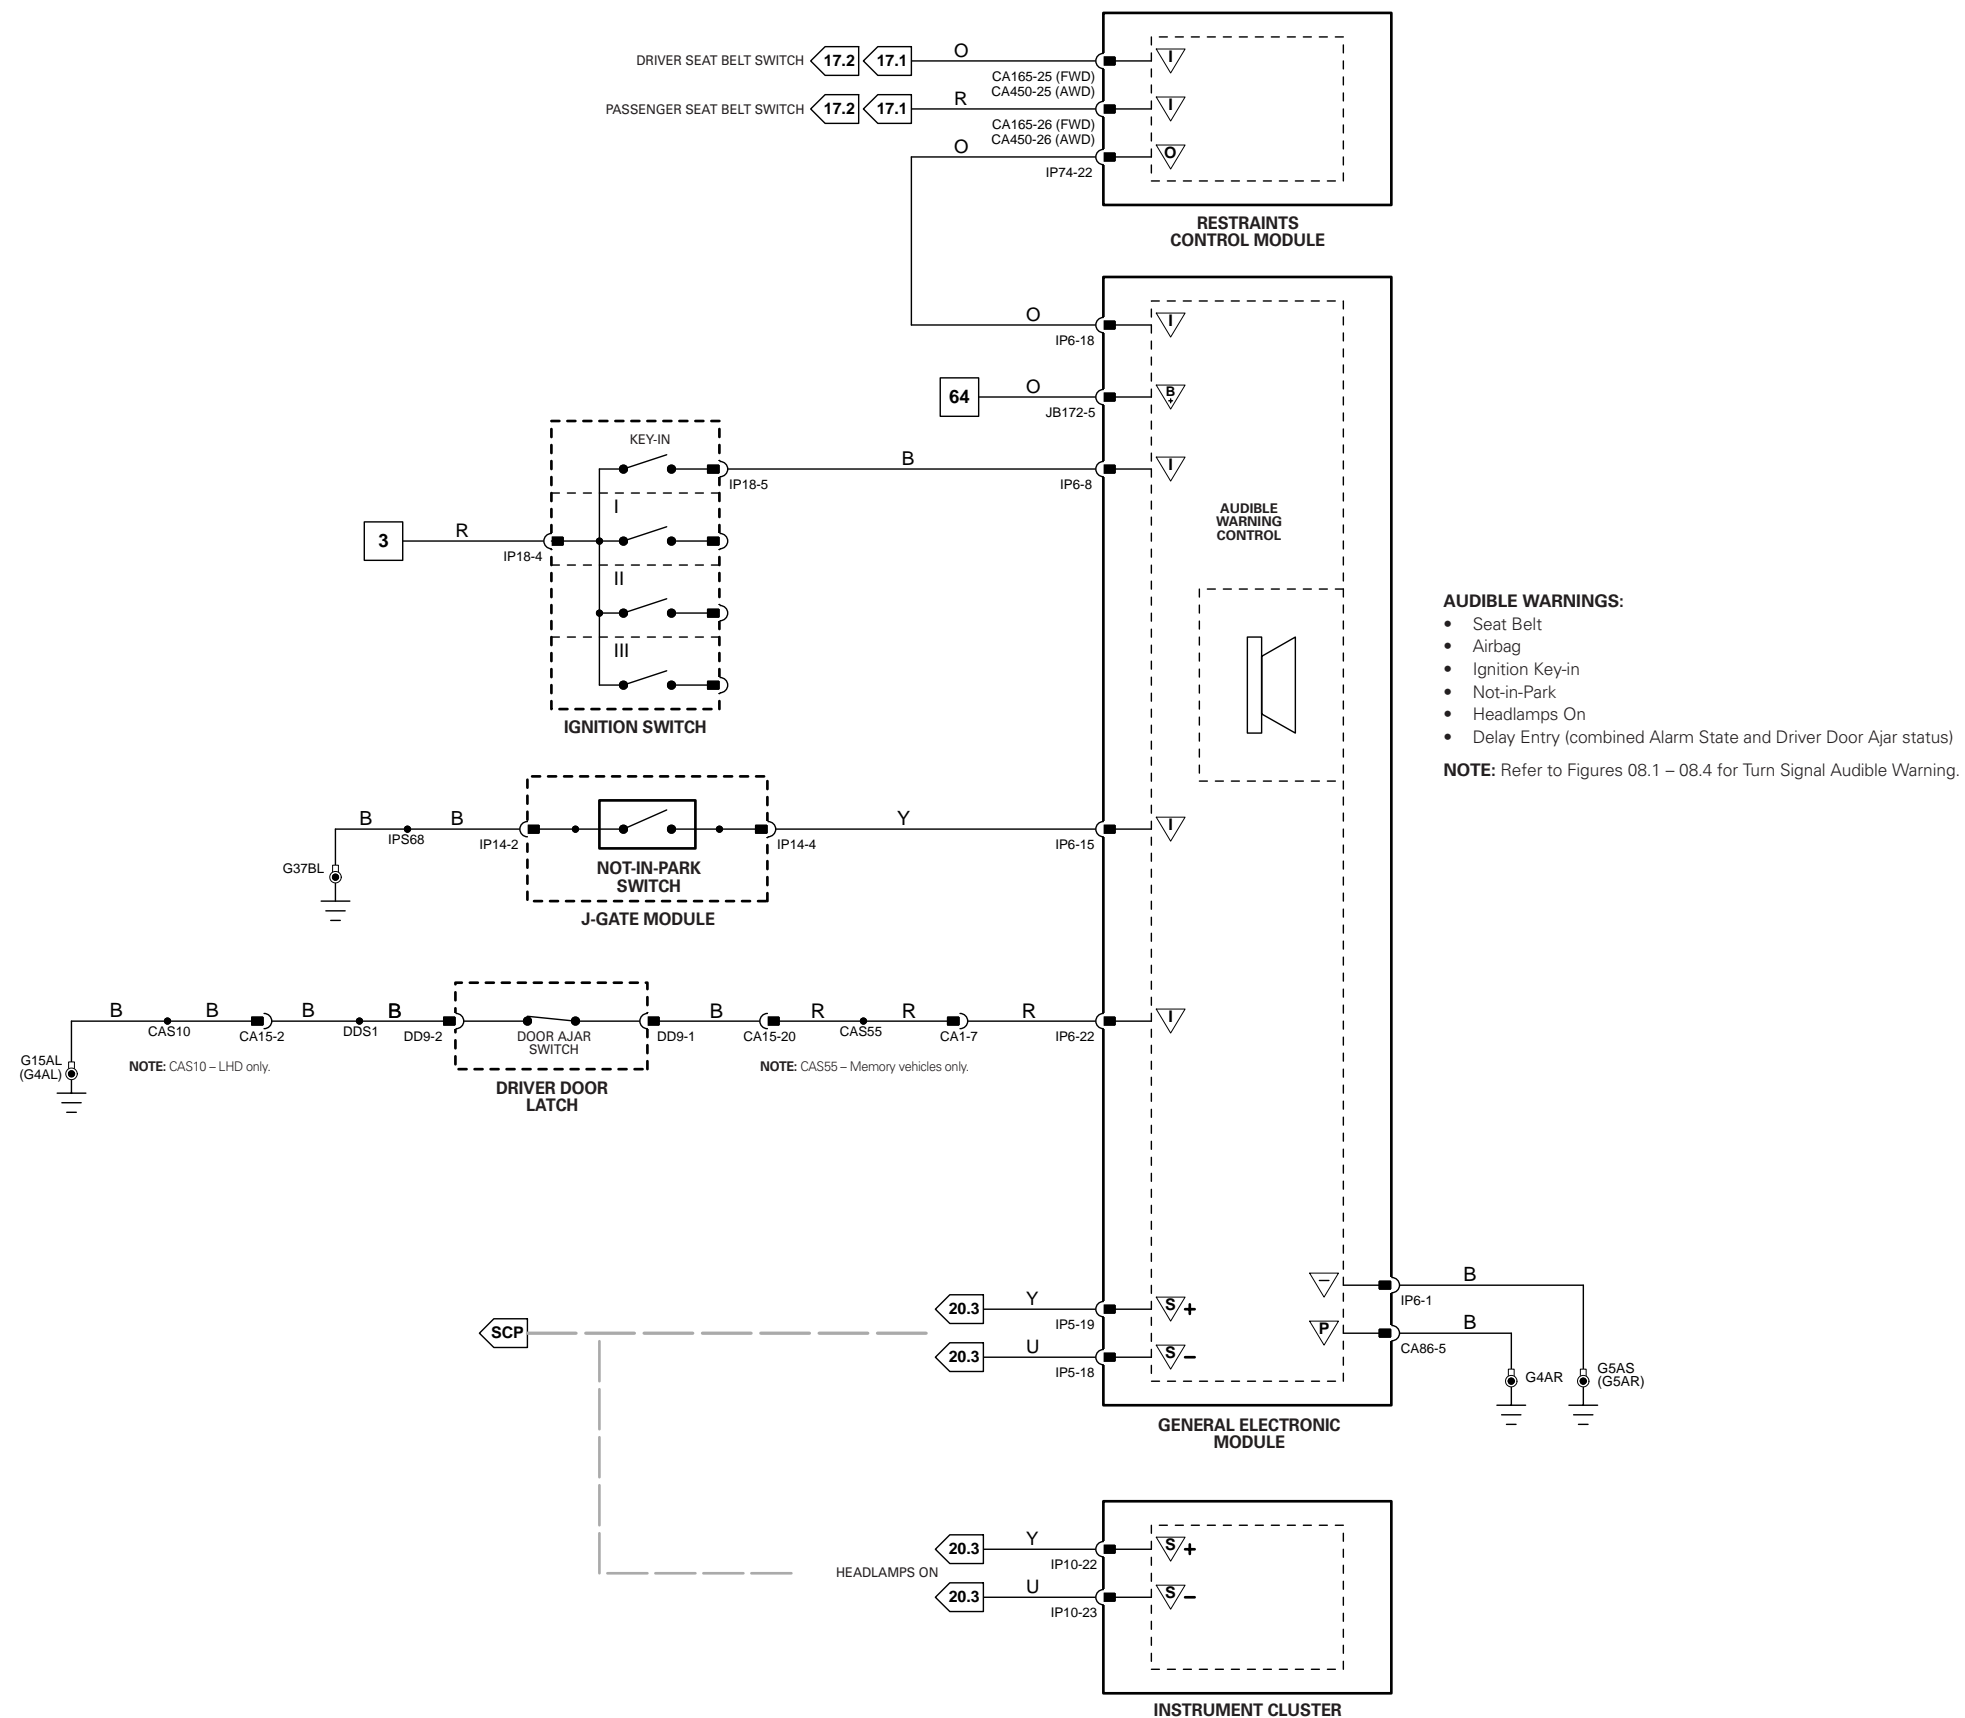 DRIVER SEAT BELT SWITCH 17.2 17.1 O
I
CA165-25 (FWD)
CA450-25 (AWD)
PASSENGER SEAT BELT SWITCH 17.2 17.1 R
I
CA165-26 (FWD)
CA450-26 (AWD)
O
O
IP74-22
RESTRAINTS
CONTROL MODULE
O
I
IP6-18
64 O
B+
JB172-5
KEY-IN
B
I
IP18-5
IP6-8
I
3 R
IP18-4
II
III
IGNITION SWITCH
AUDIBLE
WARNING
CONTROL
AUDIBLE WARNINGS:
• Seat Belt
• Airbag
• Ignition Key-in
• Not-in-Park
• Headlamps On
• Delay Entry (combined Alarm State and Driver Door Ajar status)
NOTE: Refer to Figures 08.1 – 08.4 for Turn Signal Audible Warning.
B B Y
I
IPS68 IP14-2 IP14-4 IP6-15
G37BL
NOT-IN-PARK
SWITCH
J-GATE MODULE
B B B B B R R R
I
CAS10 CA15-2 DDS1 DD9-2 DOOR AJAR
SWITCH
DD9-1 CA15-20 CAS55 CA1-7 IP6-22
G15AL
(G4AL)
NOTE: CAS10 – LHD only.
NOTE: CAS55 – Memory vehicles only.
DRIVER DOOR
LATCH
–
B
IP6-1
20.3 Y
S +
IP5-19
SCP
P
B
CA86-5
20.3 U
S –
IP5-18
G4AR
G5AS
(G5AR)
GENERAL ELECTRONIC
MODULE
20.3 Y
S +
IP10-22
HEADLAMPS ON
20.3 U
S –
IP10-23
INSTRUMENT CLUSTER